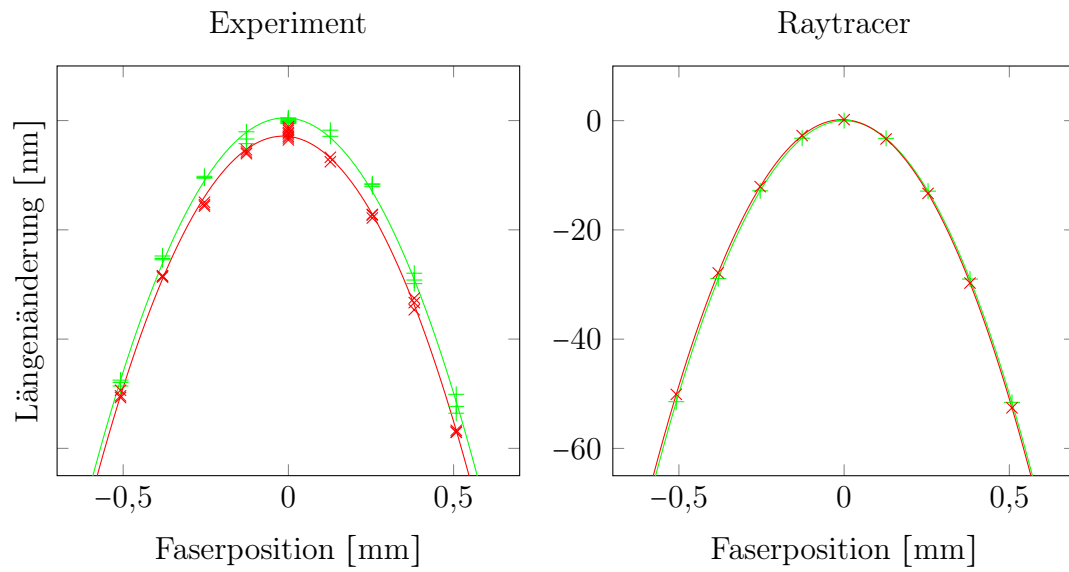 Experiment
Raytracer
Längenänderung [nm]
0
−20
−40
−60
−0,5
0
0,5
−0,5
0
0,5
Faserposition [mm]
Faserposition [mm]